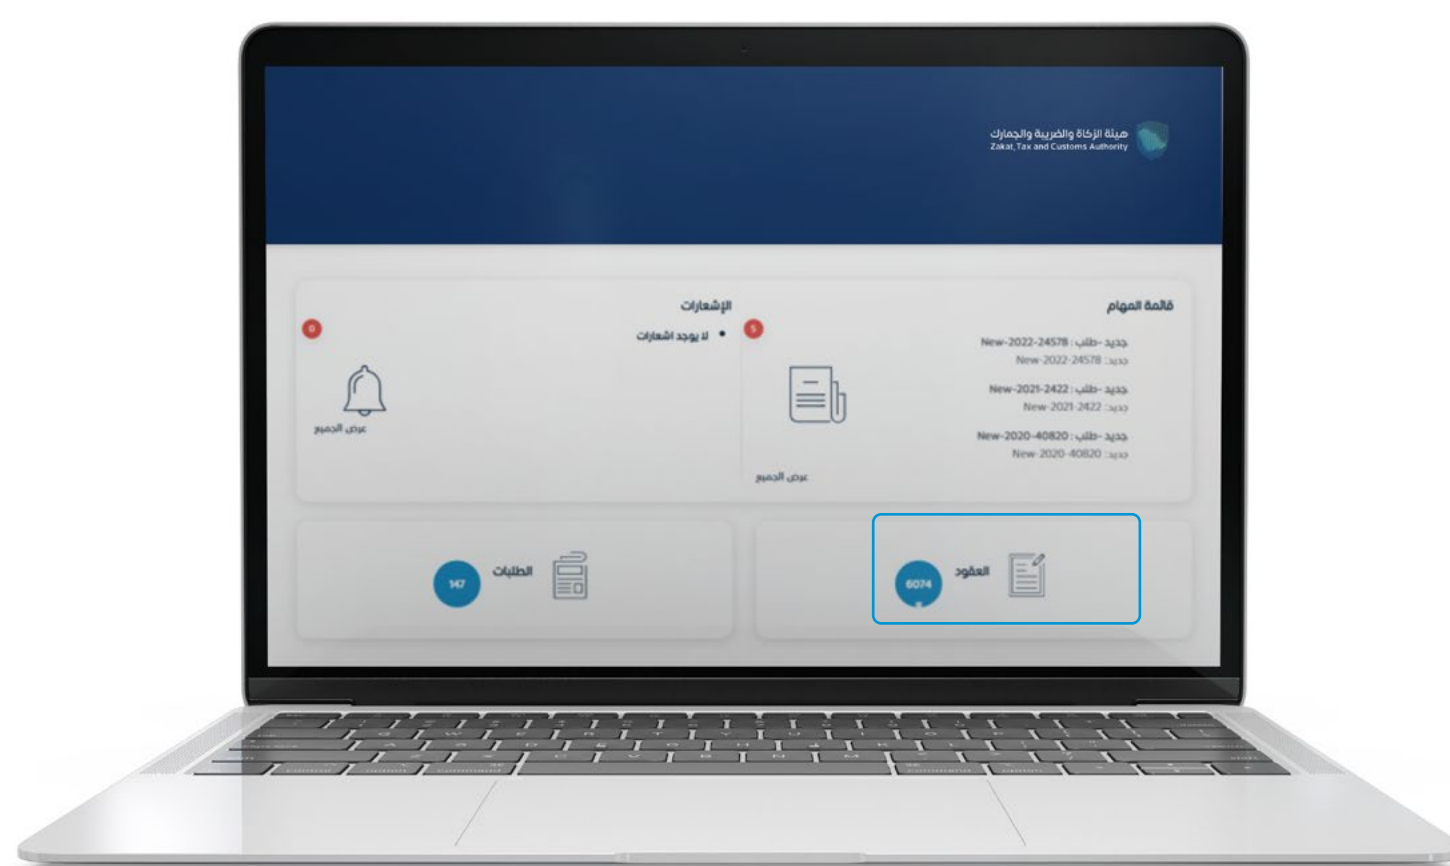 هيئة الزكاة والضريبة والجمارك
Zakat, Tax and Customs Authority
قائمة المهام
5
جديد -طلب : New-2022-24578
جديد: New-2022-24578
جديد -طلب : New-2021-2422
جديد: New-2021-2422
جديد -طلب : New-2020-40820
جديد: New-2020-40820
عرض الجميع
الإشعارات
0
• لا يوجد اشعارات
عرض الجميع
العقود
6074
الطلبات
147